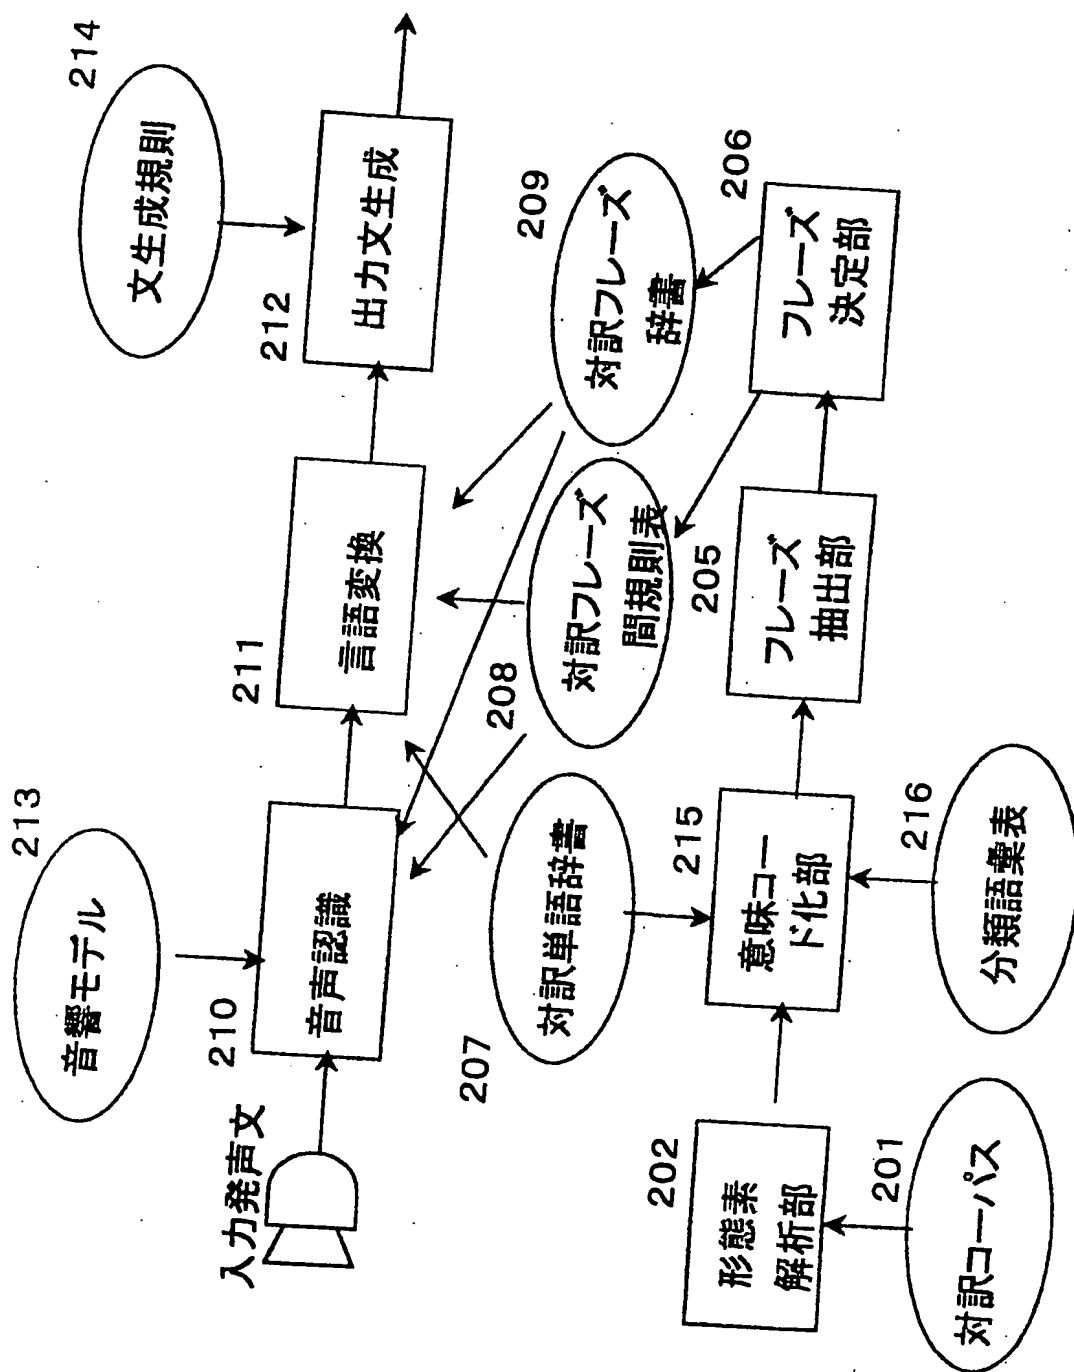 入力発声文
音響モデル
213
210
音声認識
211
言語変換
212
出力文生成
文生成規則
214
207
対訳単語辞書
208
対訳フレーズ
間規則表
209
対訳フレーズ
辞書
対訳コーパス
201
202
形態素
解析部
215
意味コー
ド化部
216
分類語彙表
205
フレーズ
抽出部
206
フレーズ
決定部